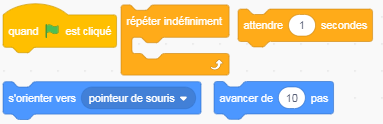 quand est cliqué
répéter indéfiniment
attendre 1 secondes
s'orienter vers pointeur de souris
avancer de 10 pas